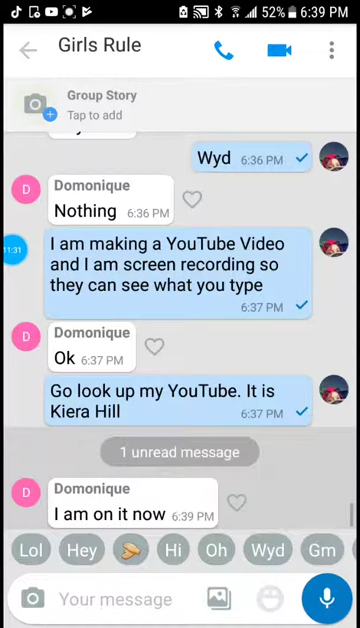 52% 6:39 PM
Girls Rule
Group Story
Tap to add
Wyd 6:36 PM
D
Domonique
Nothing 6:36 PM
I am making a YouTube Video
and I am screen recording so
they can see what you type
6:37 PM
11:31
D
Domonique
Ok 6:37 PM
Go look up my YouTube. It is
Kiera Hill
6:37 PM
1 unread message
D
Domonique
I am on it now 6:39 PM
Lol Hey Hi Oh Wyd Gm
Your message